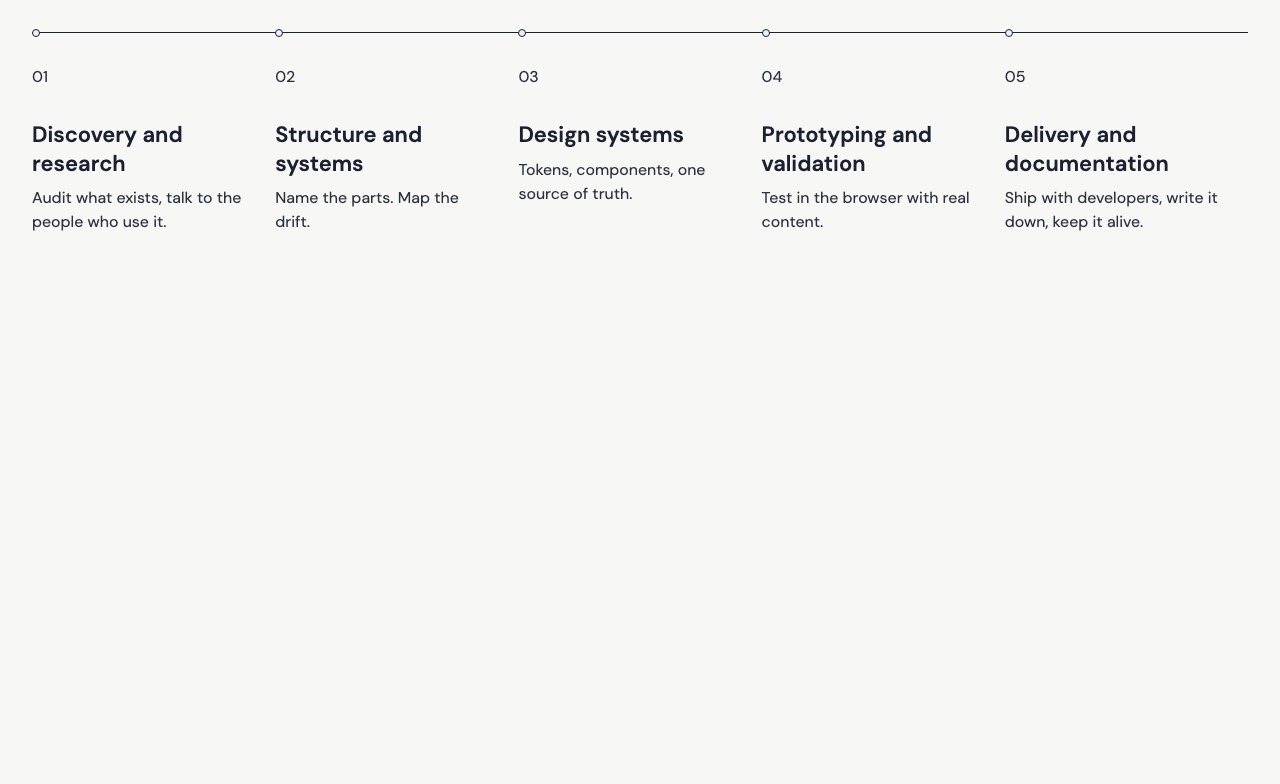 01
Discovery and
research
Audit what exists, talk to the
people who use it.
02
Structure and
systems
Name the parts. Map the
drift.
03
Design systems
Tokens, components, one
source of truth.
04
Prototyping and
validation
Test in the browser with real
content.
05
Delivery and
documentation
Ship with developers, write it
down, keep it alive.